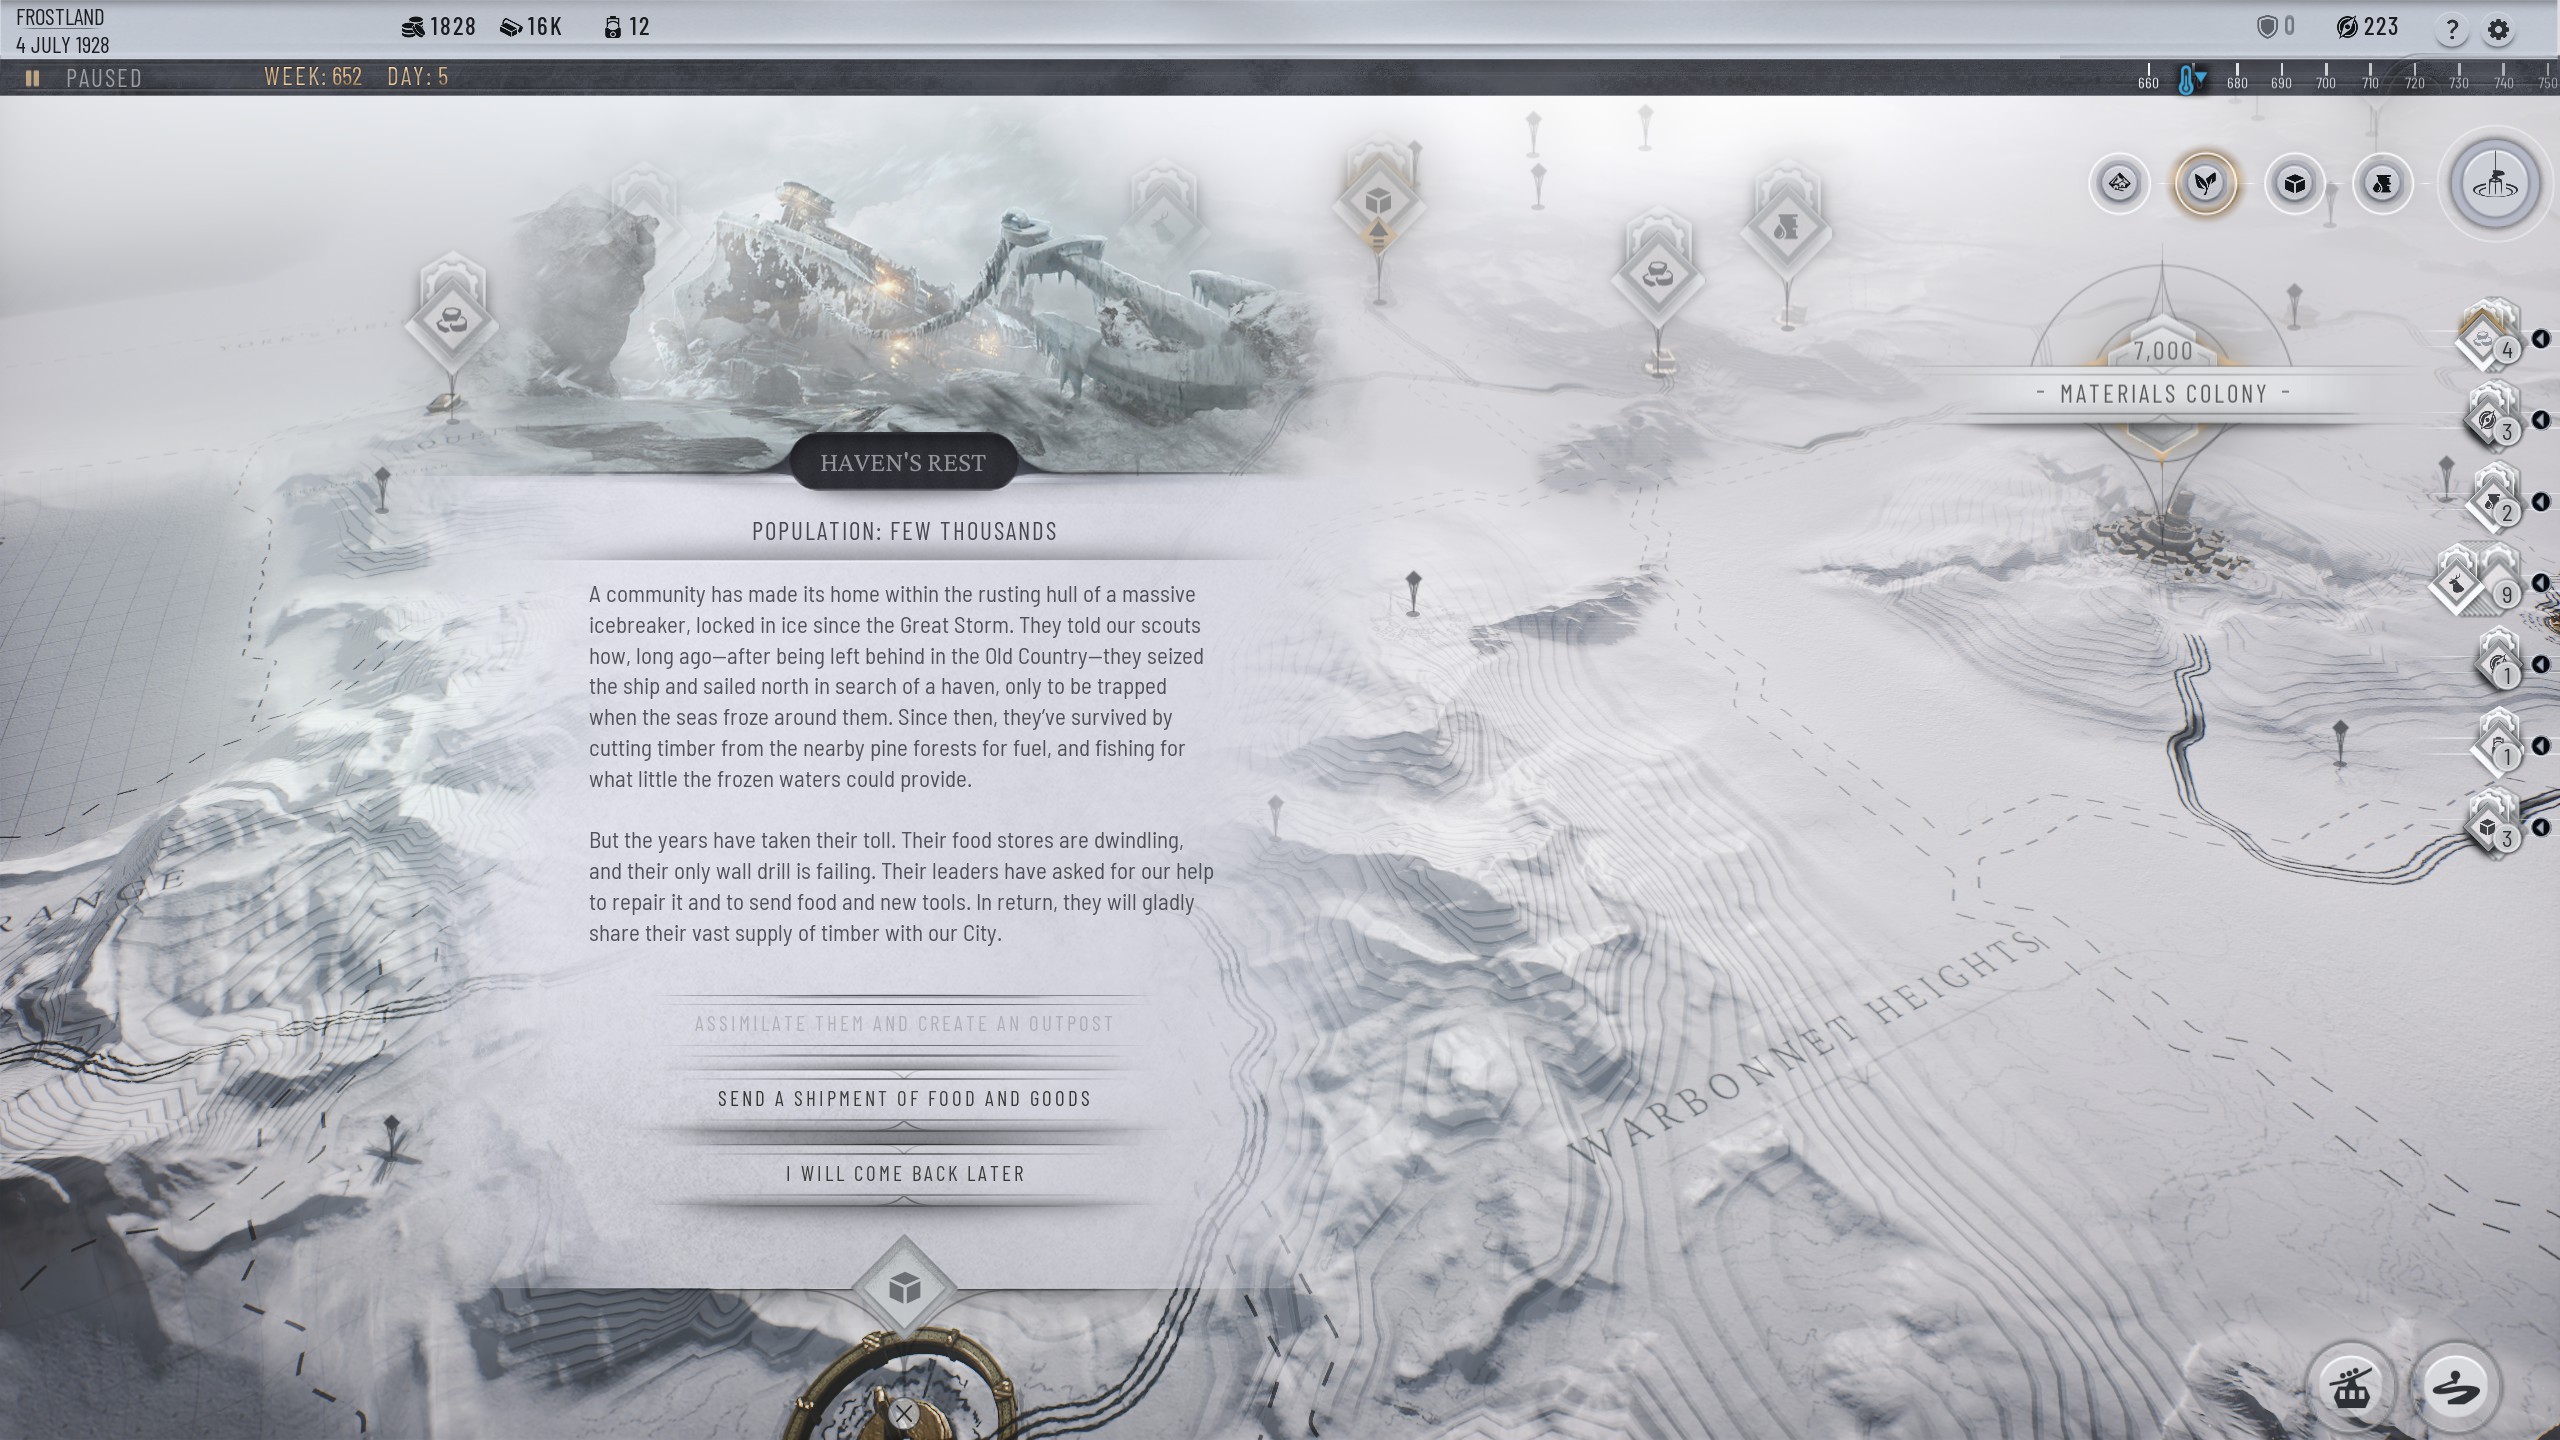 FROSTLAND
4 JULY 1928
1828 16K 12
0 223 ?
PAUSED WEEK: 652 DAY: 5
660 680 690 700 710 720 730 740 750
7,000
- MATERIALS COLONY -
4
3
2
9
1
1
3
HAVEN'S REST
POPULATION: FEW THOUSANDS
A community has made its home within the rusting hull of a massive
icebreaker, locked in ice since the Great Storm. They told our scouts
how, long ago—after being left behind in the Old Country—they seized
the ship and sailed north in search of a haven, only to be trapped
when the seas froze around them. Since then, they've survived by
cutting timber from the nearby pine forests for fuel, and fishing for
what little the frozen waters could provide.
But the years have taken their toll. Their food stores are dwindling,
and their only wall drill is failing. Their leaders have asked for our help
to repair it and to send food and new tools. In return, they will gladly
share their vast supply of timber with our City.
ASSIMILATE THEM AND CREATE AN OUTPOST
SEND A SHIPMENT OF FOOD AND GOODS
I WILL COME BACK LATER
RANGE
WARBONNET HEIGHTS